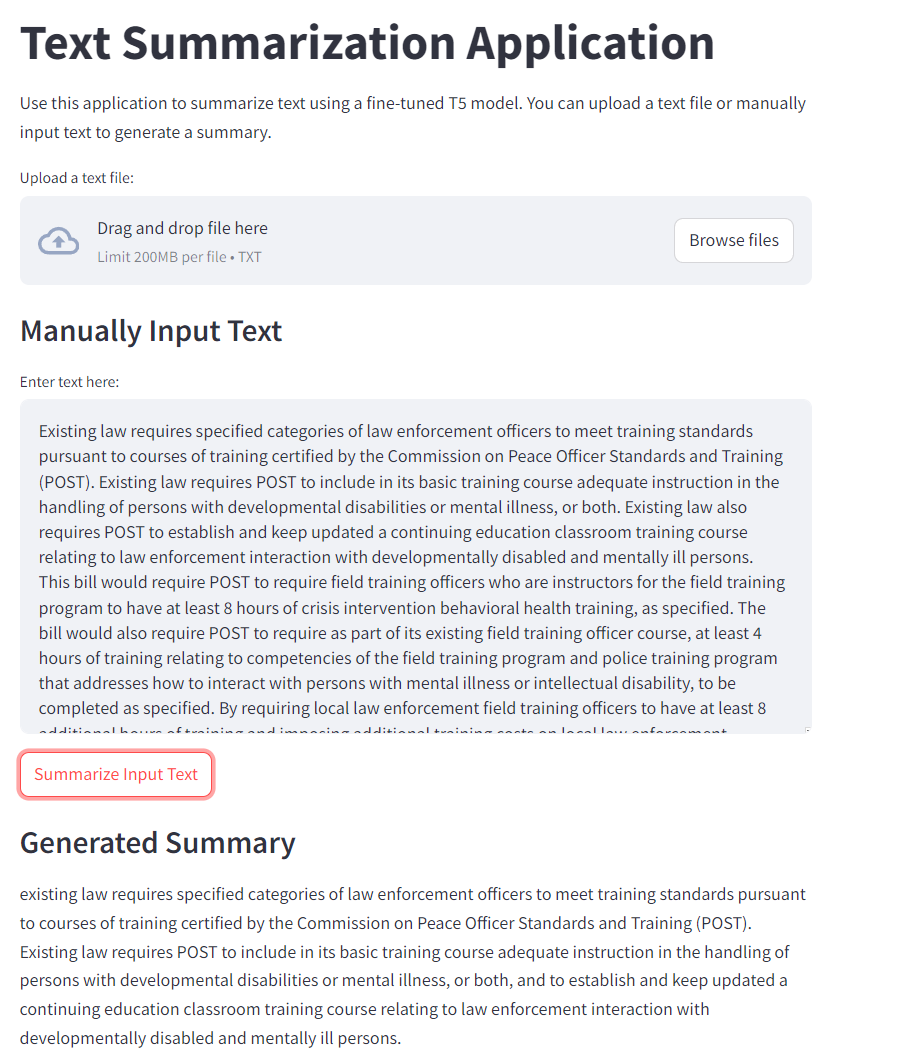 Text Summarization Application
Use this application to summarize text using a fine-tuned T5 model. You can upload a text file or manually
input text to generate a summary.
Upload a text file:
Drag and drop file here
Limit 200MB per file • TXT
Browse files
Manually Input Text
Enter text here:
Existing law requires specified categories of law enforcement officers to meet training standards
pursuant to courses of training certified by the Commission on Peace Officer Standards and Training
(POST). Existing law requires POST to include in its basic training course adequate instruction in the
handling of persons with developmental disabilities or mental illness, or both. Existing law also
requires POST to establish and keep updated a continuing education classroom training course
relating to law enforcement interaction with developmentally disabled and mentally ill persons.
This bill would require POST to require field training officers who are instructors for the field training
program to have at least 8 hours of crisis intervention behavioral health training, as specified. The
bill would also require POST to require as part of its existing field training officer course, at least 4
hours of training relating to competencies of the field training program and police training program
that addresses how to interact with persons with mental illness or intellectual disability, to be
completed as specified. By requiring local law enforcement field training officers to have at least 8
additional hours of training and imposing additional training costs on local law enforcement
Summarize Input Text
Generated Summary
existing law requires specified categories of law enforcement officers to meet training standards pursuant
to courses of training certified by the Commission on Peace Officer Standards and Training (POST).
Existing law requires POST to include in its basic training course adequate instruction in the handling of
persons with developmental disabilities or mental illness, or both, and to establish and keep updated a
continuing education classroom training course relating to law enforcement interaction with
developmentally disabled and mentally ill persons.